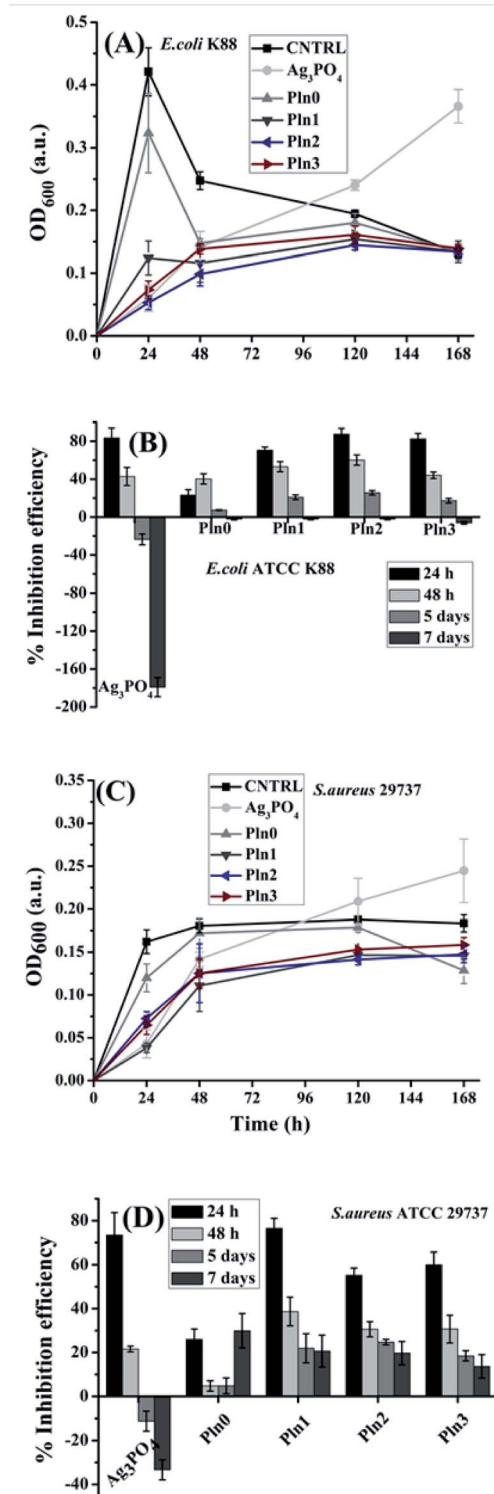 (A)
E.coli K88
CNTRL
Ag3PO4
Pln0
Pln1
Pln2
Pln3
OD600 (a.u.)
0.5
0.4
0.3
0.2
0.1
0.0
0 24 48 72 96 120 144 168
(B)
% Inhibition efficiency
80
40
0
-40
-80
-120
-160
-200
Pln0 Pln1 Pln2 Pln3
E.coli ATCC K88
Ag3PO4
24 h
48 h
5 days
7 days
(C)
S.aureus 29737
CNTRL
Ag3PO4
Pln0
Pln1
Pln2
Pln3
OD600 (a.u.)
0.35
0.30
0.25
0.20
0.15
0.10
0.05
0.00
0 24 48 72 96 120 144 168
Time (h)
(D)
24 h
48 h
5 days
7 days
S.aureus ATCC 29737
% Inhibition efficiency
80
60
40
20
0
-20
-40
Ag3PO4 Pln0 Pln1 Pln2 Pln3